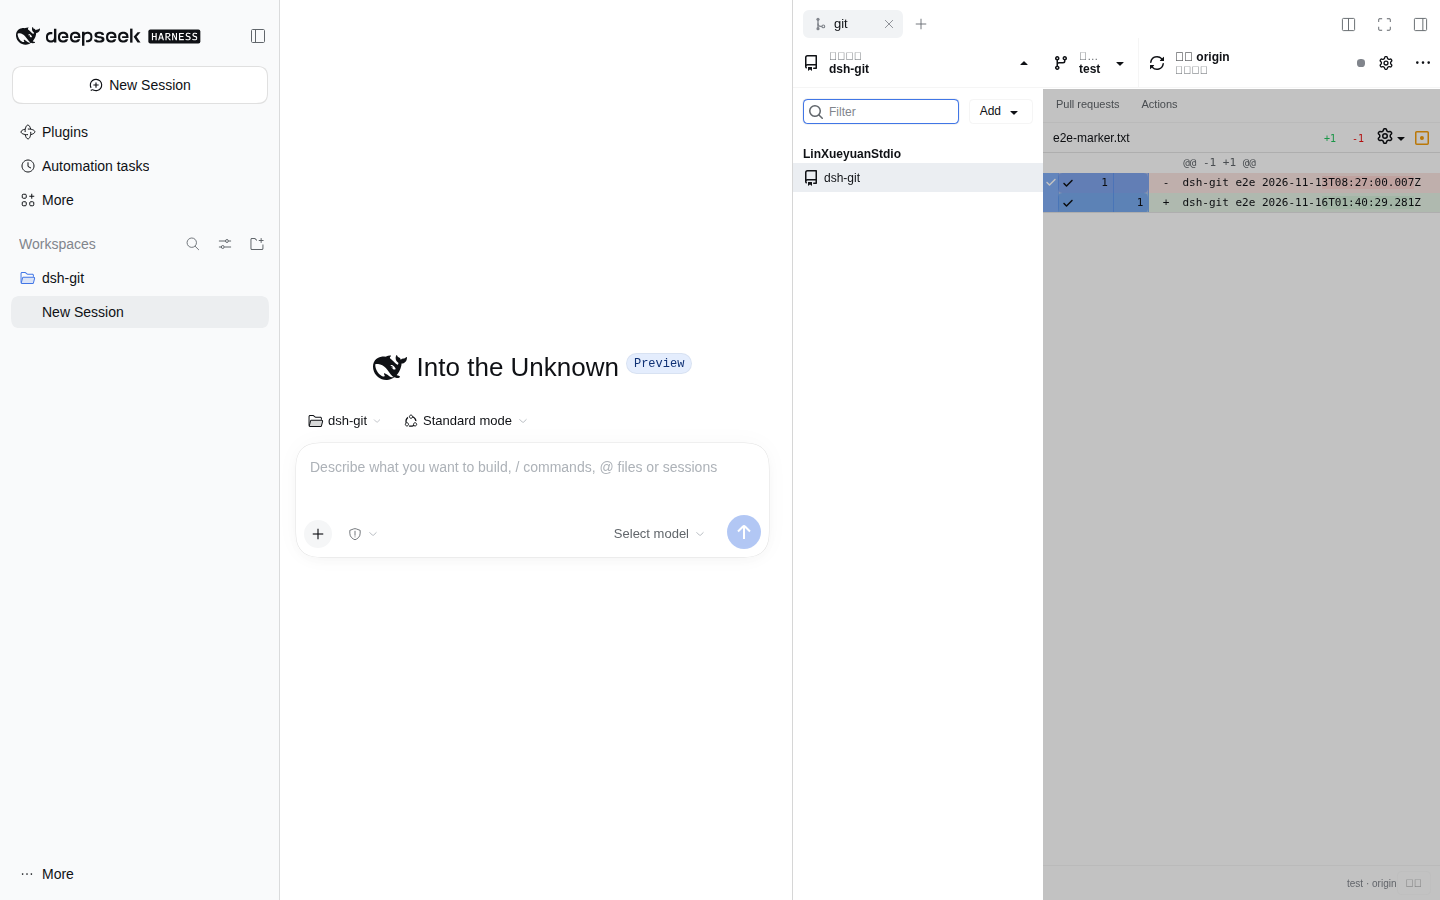 deepseek HARNESS
New Session
Plugins
Automation tasks
More
Workspaces
dsh-git
New Session
More
Into the Unknown Preview
dsh-git
Standard mode
Describe what you want to build, / commands, @ files or sessions
Select model
git
dsh-git
test
origin
Filter
Add
LinXueyuanStdio
dsh-git
Pull requests
Actions
e2e-marker.txt
+1 -1
@@ -1 +1 @@
1 - dsh-git e2e 2026-11-13T08:27:00.007Z
1 + dsh-git e2e 2026-11-16T01:40:29.281Z
test · origin